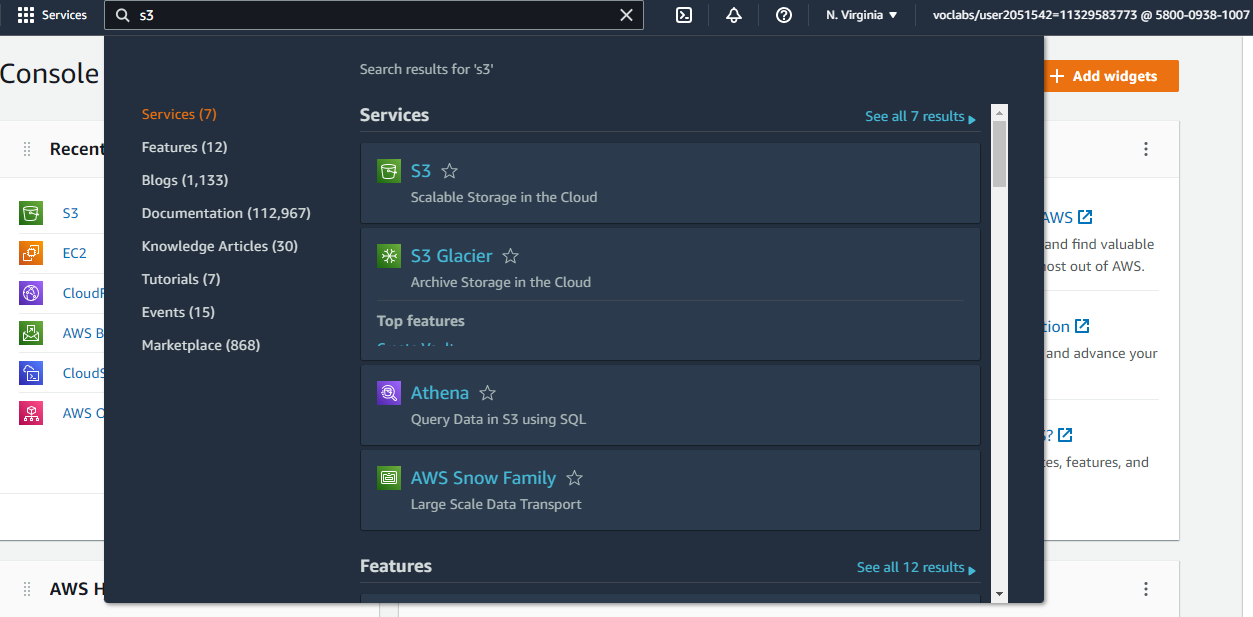 Services
s3
N. Virginia
voclabs/user2051542=11329583773 @ 5800-0938-1007
Console
Add widgets
Search results for 's3'
Services (7)
Features (12)
Blogs (1,133)
Documentation (112,967)
Knowledge Articles (30)
Tutorials (7)
Events (15)
Marketplace (868)
Services
See all 7 results
S3
Scalable Storage in the Cloud
S3 Glacier
Archive Storage in the Cloud
Top features
Athena
Query Data in S3 using SQL
AWS Snow Family
Large Scale Data Transport
Features
See all 12 results
Recent
S3
EC2
CloudF
AWS B
CloudS
AWS O
AWS H
AWS
and find valuable
most out of AWS.
tion
and advance your
?
es, features, and